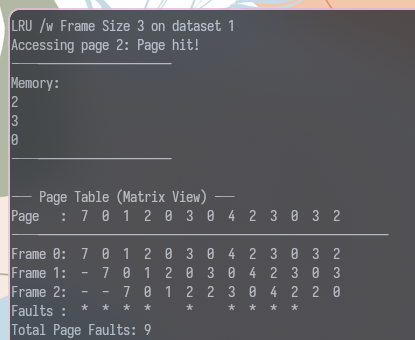 LRU /w Frame Size 3 on dataset 1
Accessing page 2: Page hit!
Memory:
2
3
0
—— Page Table (Matrix View) ——
Page   :  7  0  1  2  0  3  0  4  2  3  0  3  2
Frame 0:  7  0  1  2  0  3  0  4  2  3  0  3  2
Frame 1:  –  7  0  1  2  0  3  0  4  2  3  0  3
Frame 2:  –  –  7  0  1  2  2  3  0  4  2  2  0
Faults :  *  *  *  *     *     *  *  *  *
Total Page Faults: 9